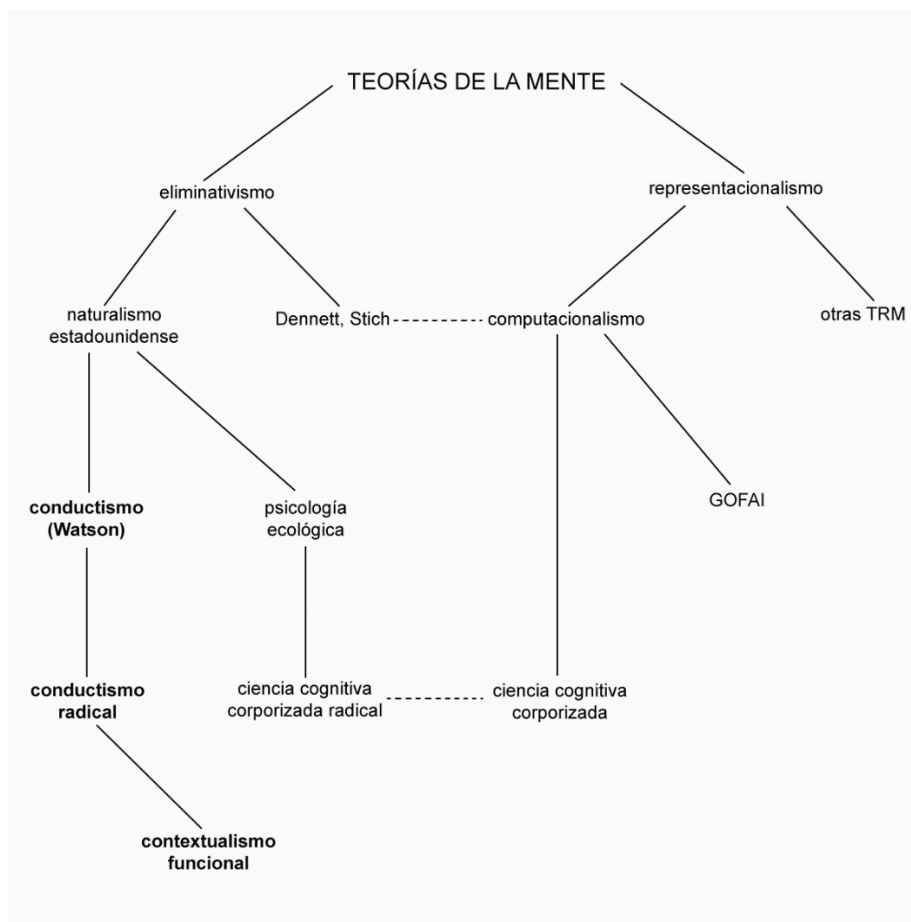 TEORÍAS DE LA MENTE
eliminativismo
representacionalismo
naturalismo
estadounidense
Dennett, Stich
computacionalismo
otras TRM
conductismo
(Watson)
psicología
ecológica
GOFAI
conductismo
radical
ciencia cognitiva
corporizada radical
ciencia cognitiva
corporizada
contextualismo
funcional